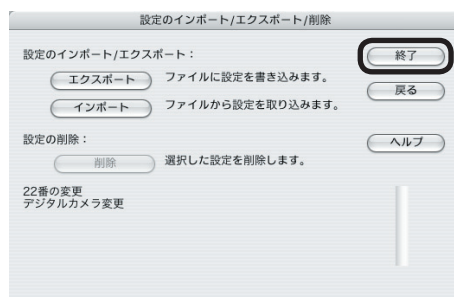 設定のインポート/エクスポート/削除
設定のインポート/エクスポート：
終了
エクスポート
ファイルに設定を書き込みます。
戻る
インポート
ファイルから設定を取り込みます。
設定の削除：
ヘルプ
削除
選択した設定を削除します。
22番の変更
デジタルカメラ変更